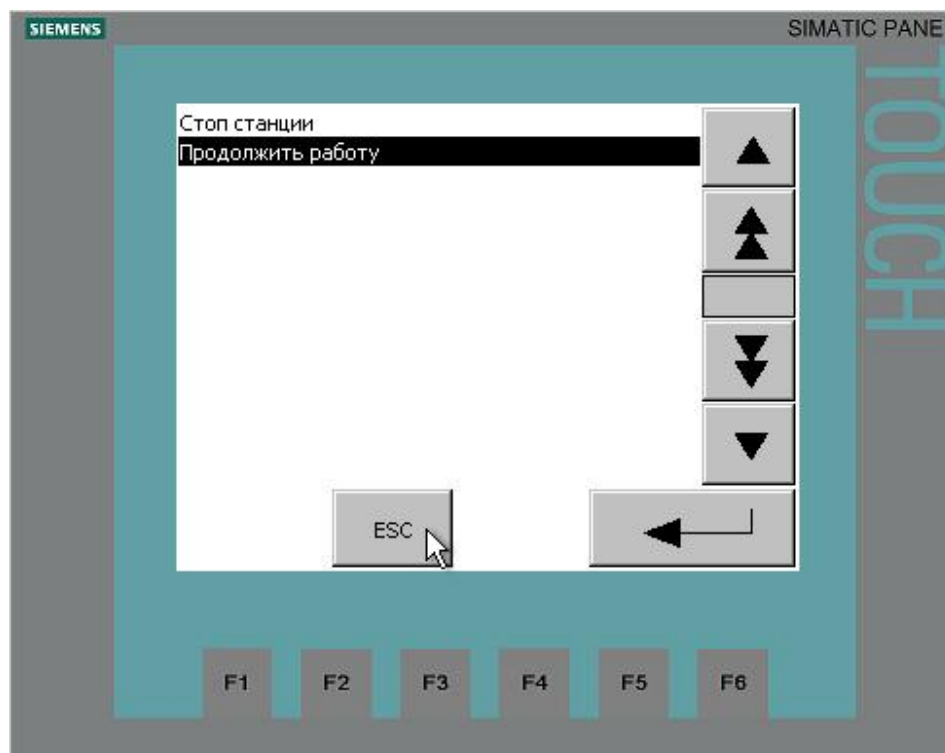 SIEMENS
SIMATIC PANE
TOUCH
Стоп станции
Продолжить работу
ESC
F1 F2 F3 F4 F5 F6